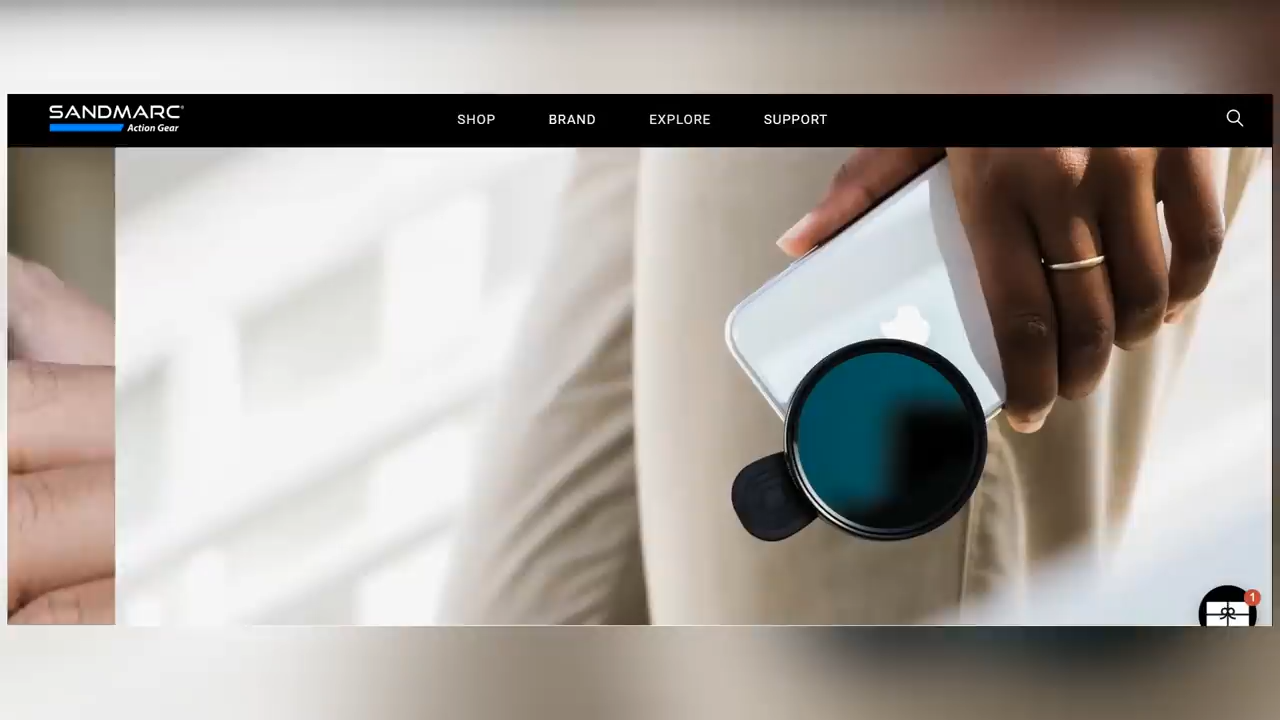 SANDMARC®
Action Gear
SHOP
BRAND
EXPLORE
SUPPORT
1